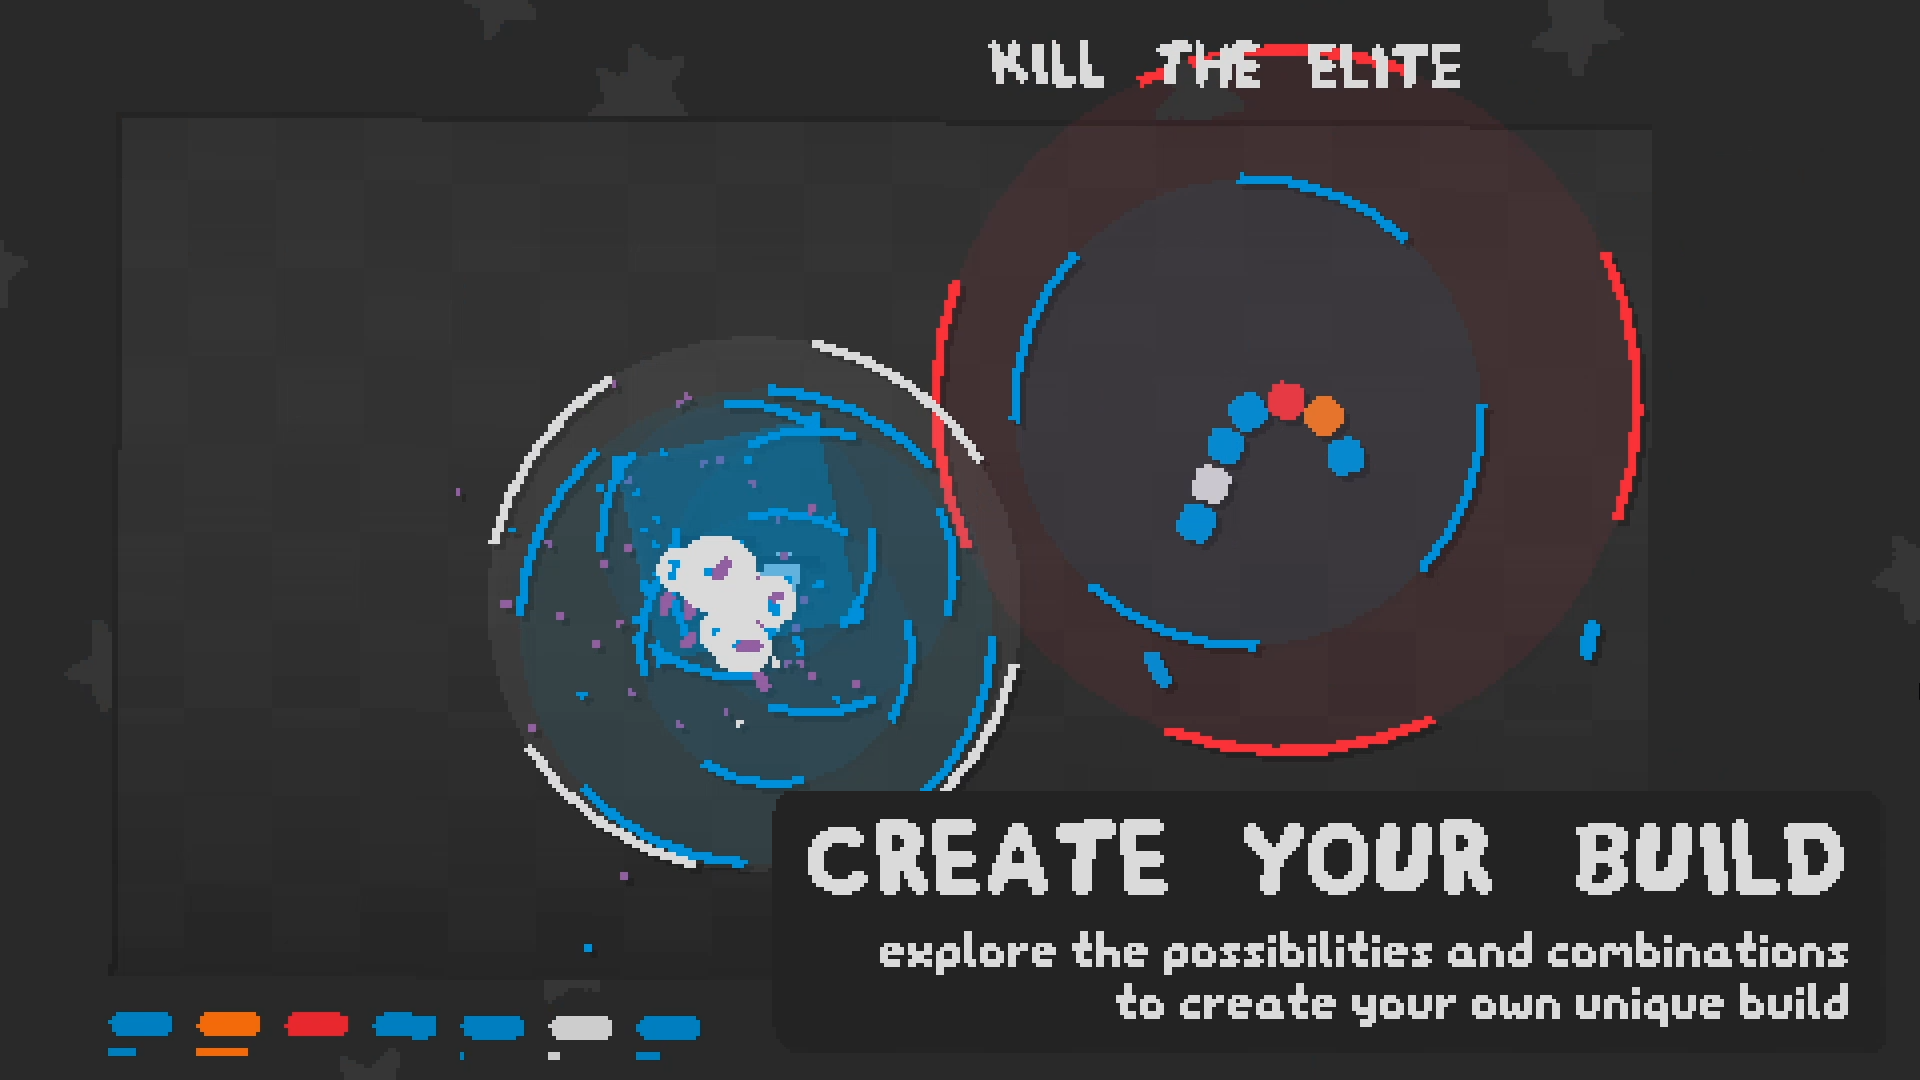 KILL THE ELITE
CREATE YOUR BUILD
explore the possibilities and combinations
to create your own unique build